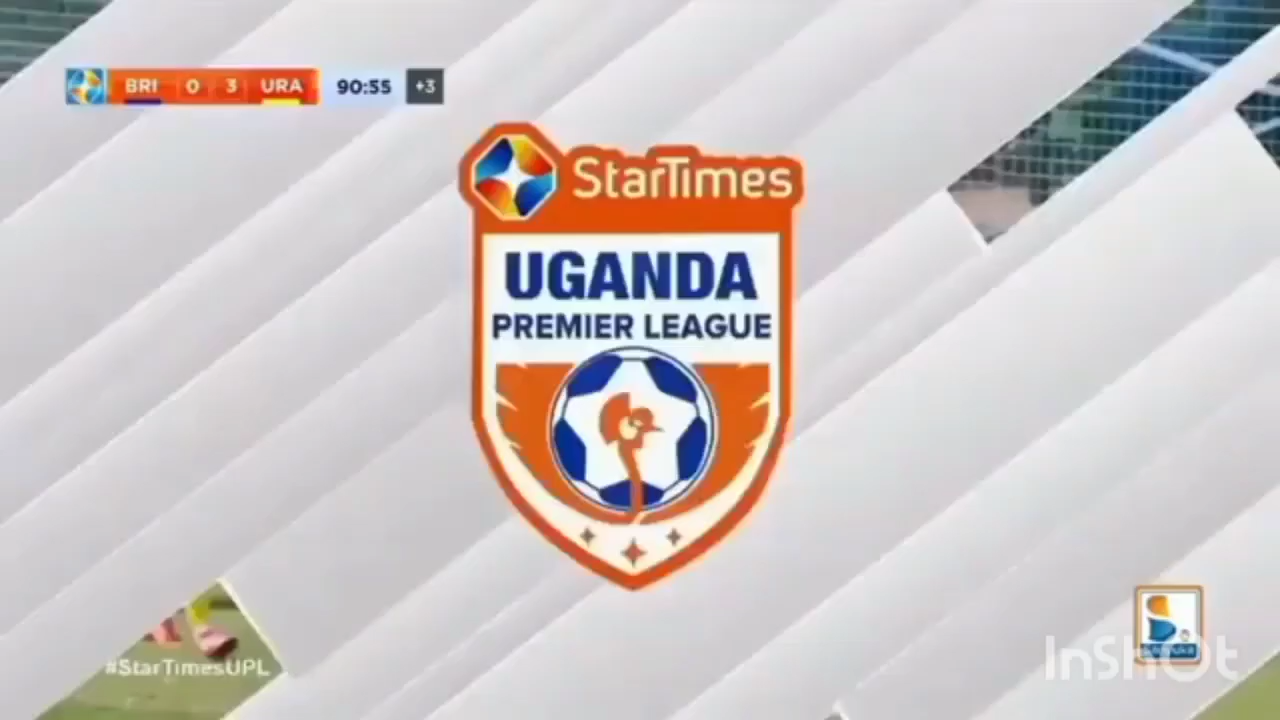 BRI 0 3 URA 90:55 +3
StarTimes
UGANDA
PREMIER LEAGUE
#StarTimesUPL
InShOt